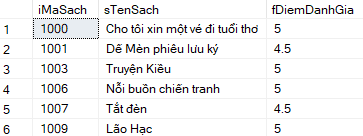 iMaSach sTenSach fDiemDanhGia
1 1000 Cho tôi xin một vé đi tuổi thơ 5
2 1001 Dế Mèn phiêu lưu ký 4.5
3 1003 Truyện Kiều 5
4 1006 Nỗi buồn chiến tranh 5
5 1007 Tắt đèn 4.5
6 1009 Lão Hạc 5